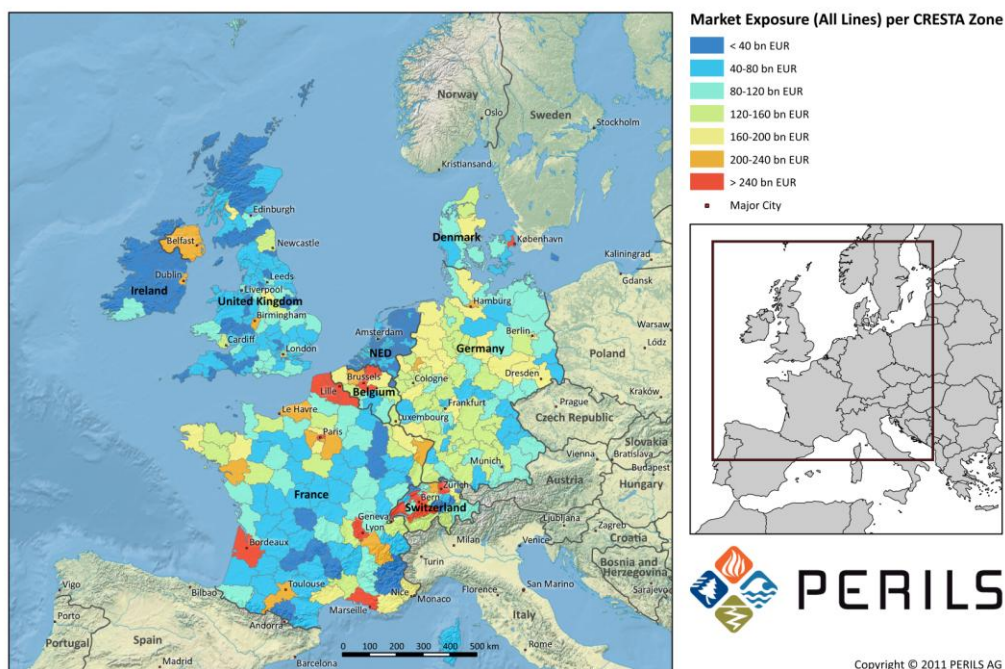 Market Exposure (All Lines) per CRESTA Zone
< 40 bn EUR
40-80 bn EUR
80-120 bn EUR
120-160 bn EUR
160-200 bn EUR
200-240 bn EUR
> 240 bn EUR
Major City
Norway
Oslo
Sweden
Stockholm
Kristiansand
Edinburgh
Belfast
Newcastle
Denmark
København
Kaliningrad
Gdansk
Dublin
Ireland
Leeds
Liverpool
United Kingdom
Birmingham
Hamburg
Amsterdam
Berlin
Warsaw
Łódz
Cardiff
London
NED
Germany
Poland
Brussels
Lille
Belgium
Cologne
Dresden
Frankfurt
Kraków
Prague
Czech Republic
Le Havre
Luxembourg
Paris
Slovakia
Vienna
Bratislava
Munich
Budapest
Austria
Hungary
France
Zürich
Bern
Switzerland
Geneva
Lyon
Ljubljana
Zagreb
Croatia
Milan
Venice
Bordeaux
Turin
Bosnia and
Herzegovina
Sarajevo
Toulouse
Nice
Monaco
Florence
San Marino
Vigo
Bilbao
Marseille
Italy
Porto
Andorra
Rome
Portugal
Spain
Madrid
Barcelona
0 100 200 300 400 500 km
PERILS
Copyright © 2011 PERILS AG